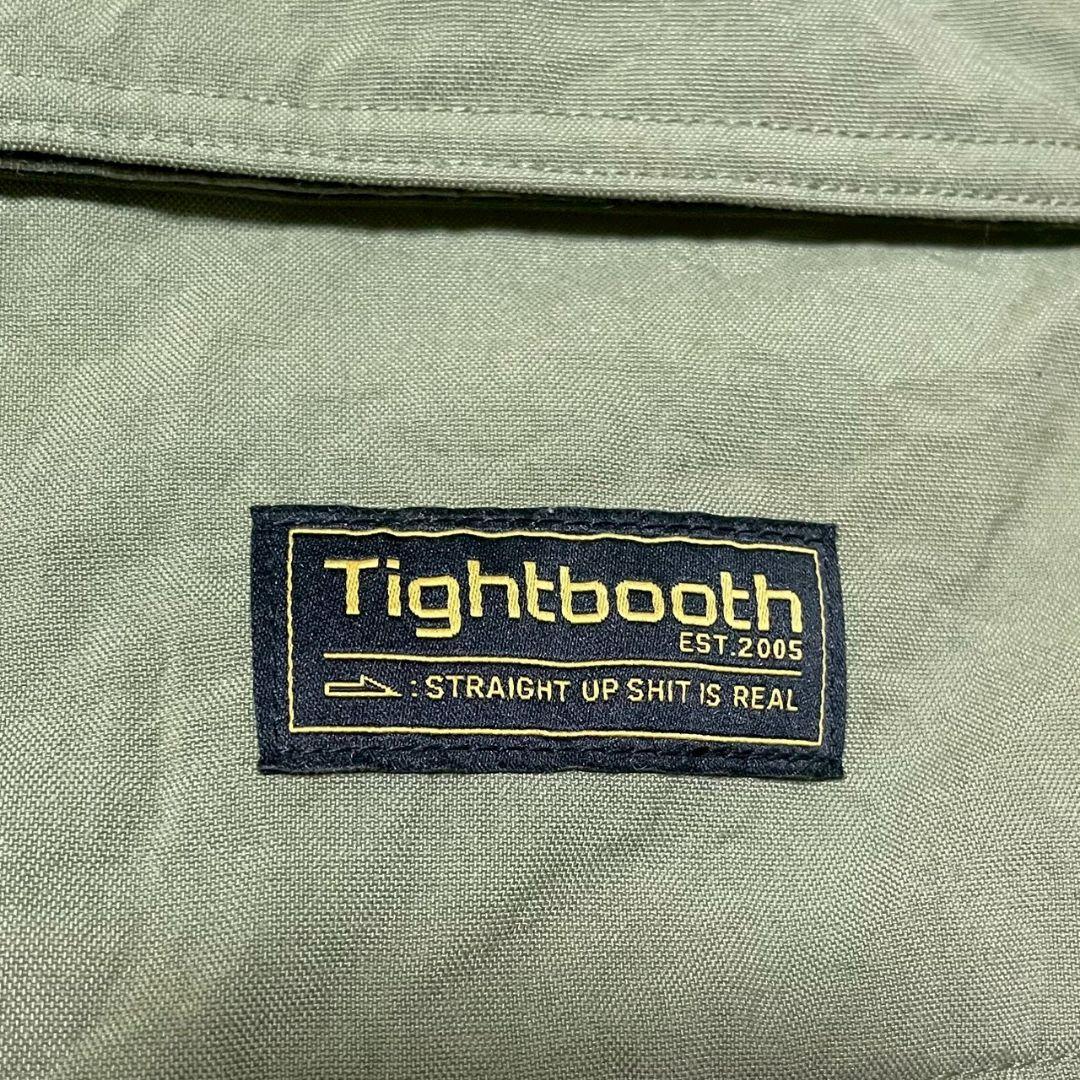 Tightbooth
EST.2005
: STRAIGHT UP SHIT IS REAL